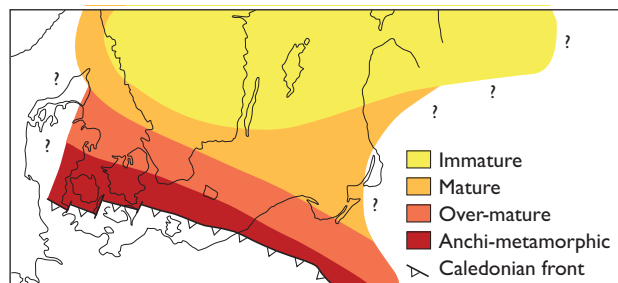 ?
?
?
?
?
?
Immature
Mature
Over-mature
Anchi-metamorphic
Caledonian front